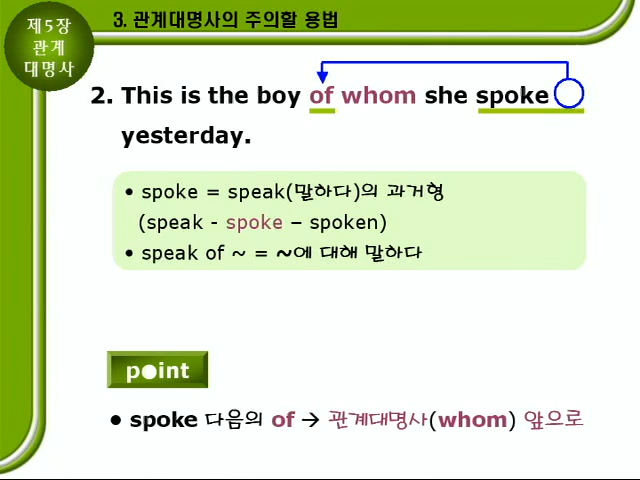 제5장
관계
대명사
3. 관계대명사의 주의할 용법
2. This is the boy of whom she spoke
yesterday.
• spoke = speak(말하다)의 과거형
(speak - spoke – spoken)
• speak of ~ = ~에 대해 말하다
point
• spoke 다음의 of → 관계대명사(whom) 앞으로